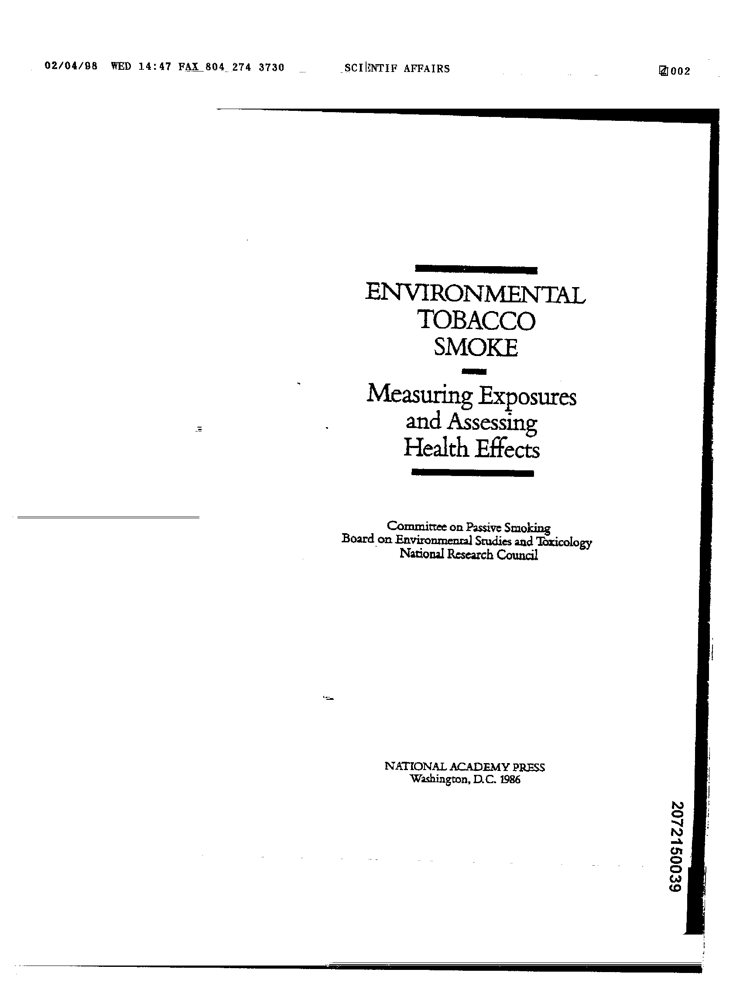 02/04/98 WED 14:47 FAX 804 274 3730 SCIENTIF AFFAIRS 002
ENVIRONMENTAL
TOBACCO
SMOKE
Measuring Exposures
and Assessing
Health Effects
Committee on Passive Smoking
Board on Environmental Studies and Toxicology
National Research Council
NATIONAL ACADEMY PRESS
Washington, D.C. 1986
2072150039